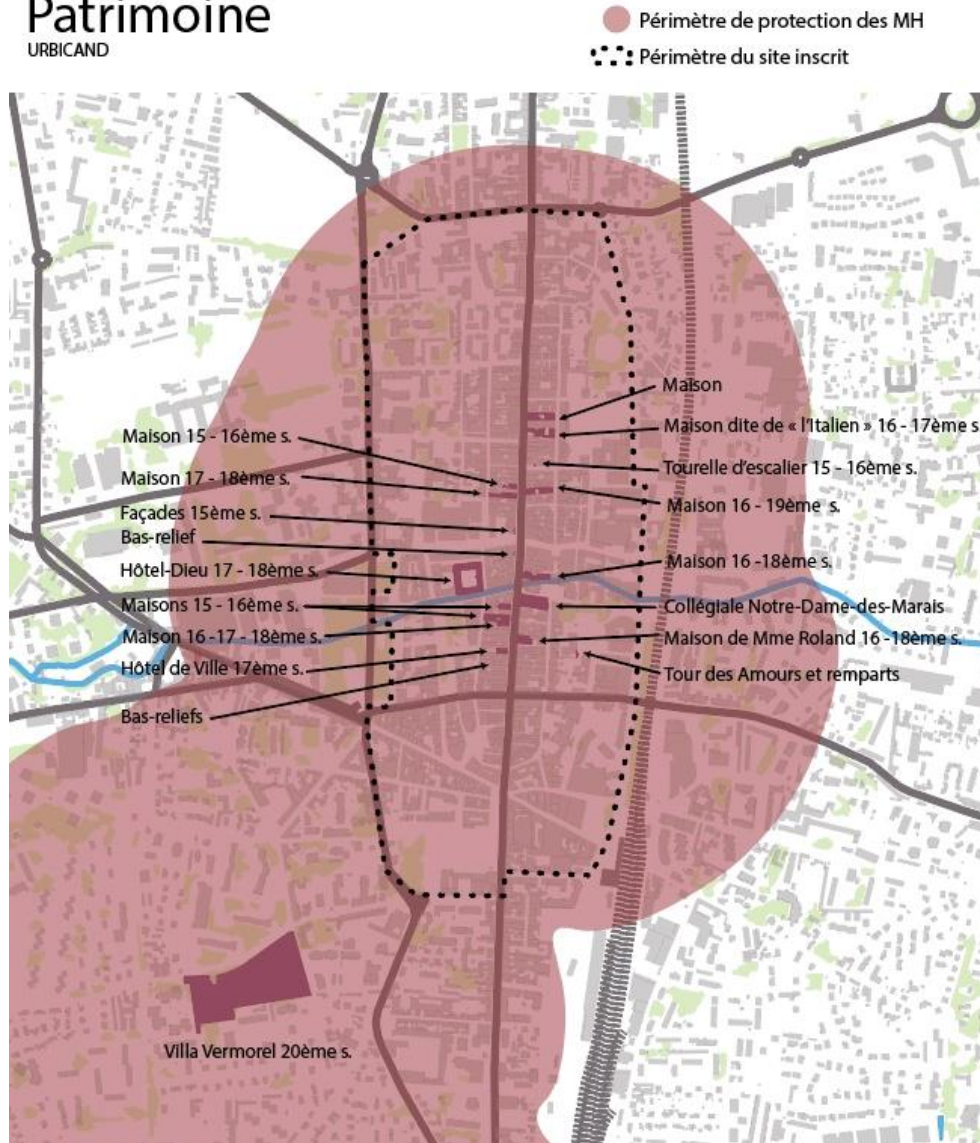 Patrimoine
URBICAND
Périmètre de protection des MH
Périmètre du site inscrit
Maison
Maison dite de « l'Italien » 16 - 17ème s.
Tourelle d'escalier 15 - 16ème s.
Maison 16 - 19ème s.
Maison 16 -18ème s.
Collégiale Notre-Dame-des-Marais
Maison de Mme Roland 16 -18ème s.
Tour des Amours et remparts
Maison 15 - 16ème s.
Maison 17 - 18ème s.
Façades 15ème s.
Bas-relief
Hôtel-Dieu 17 - 18ème s.
Maisons 15 - 16ème s.
Maison 16 -17 - 18ème s.
Hôtel de Ville 17ème s.
Bas-reliefs
Villa Vermorel 20ème s.